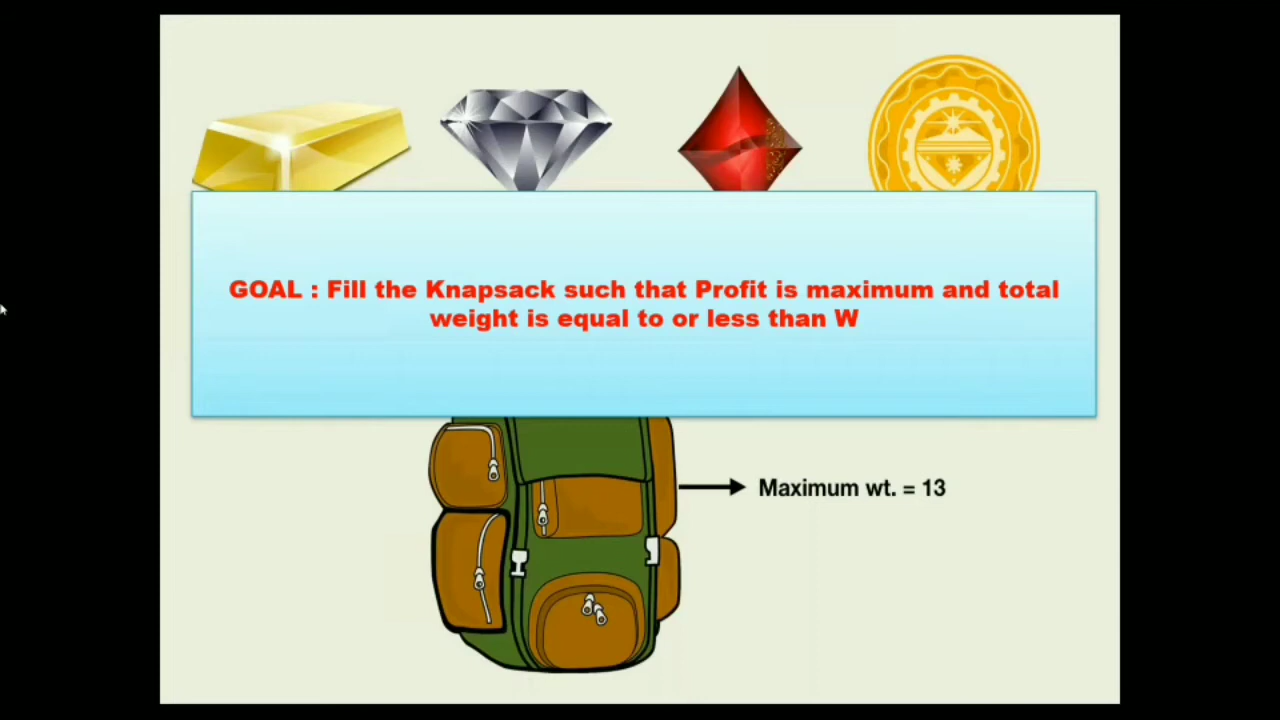 GOAL : Fill the Knapsack such that Profit is maximum and total
weight is equal to or less than W
Maximum wt. = 13